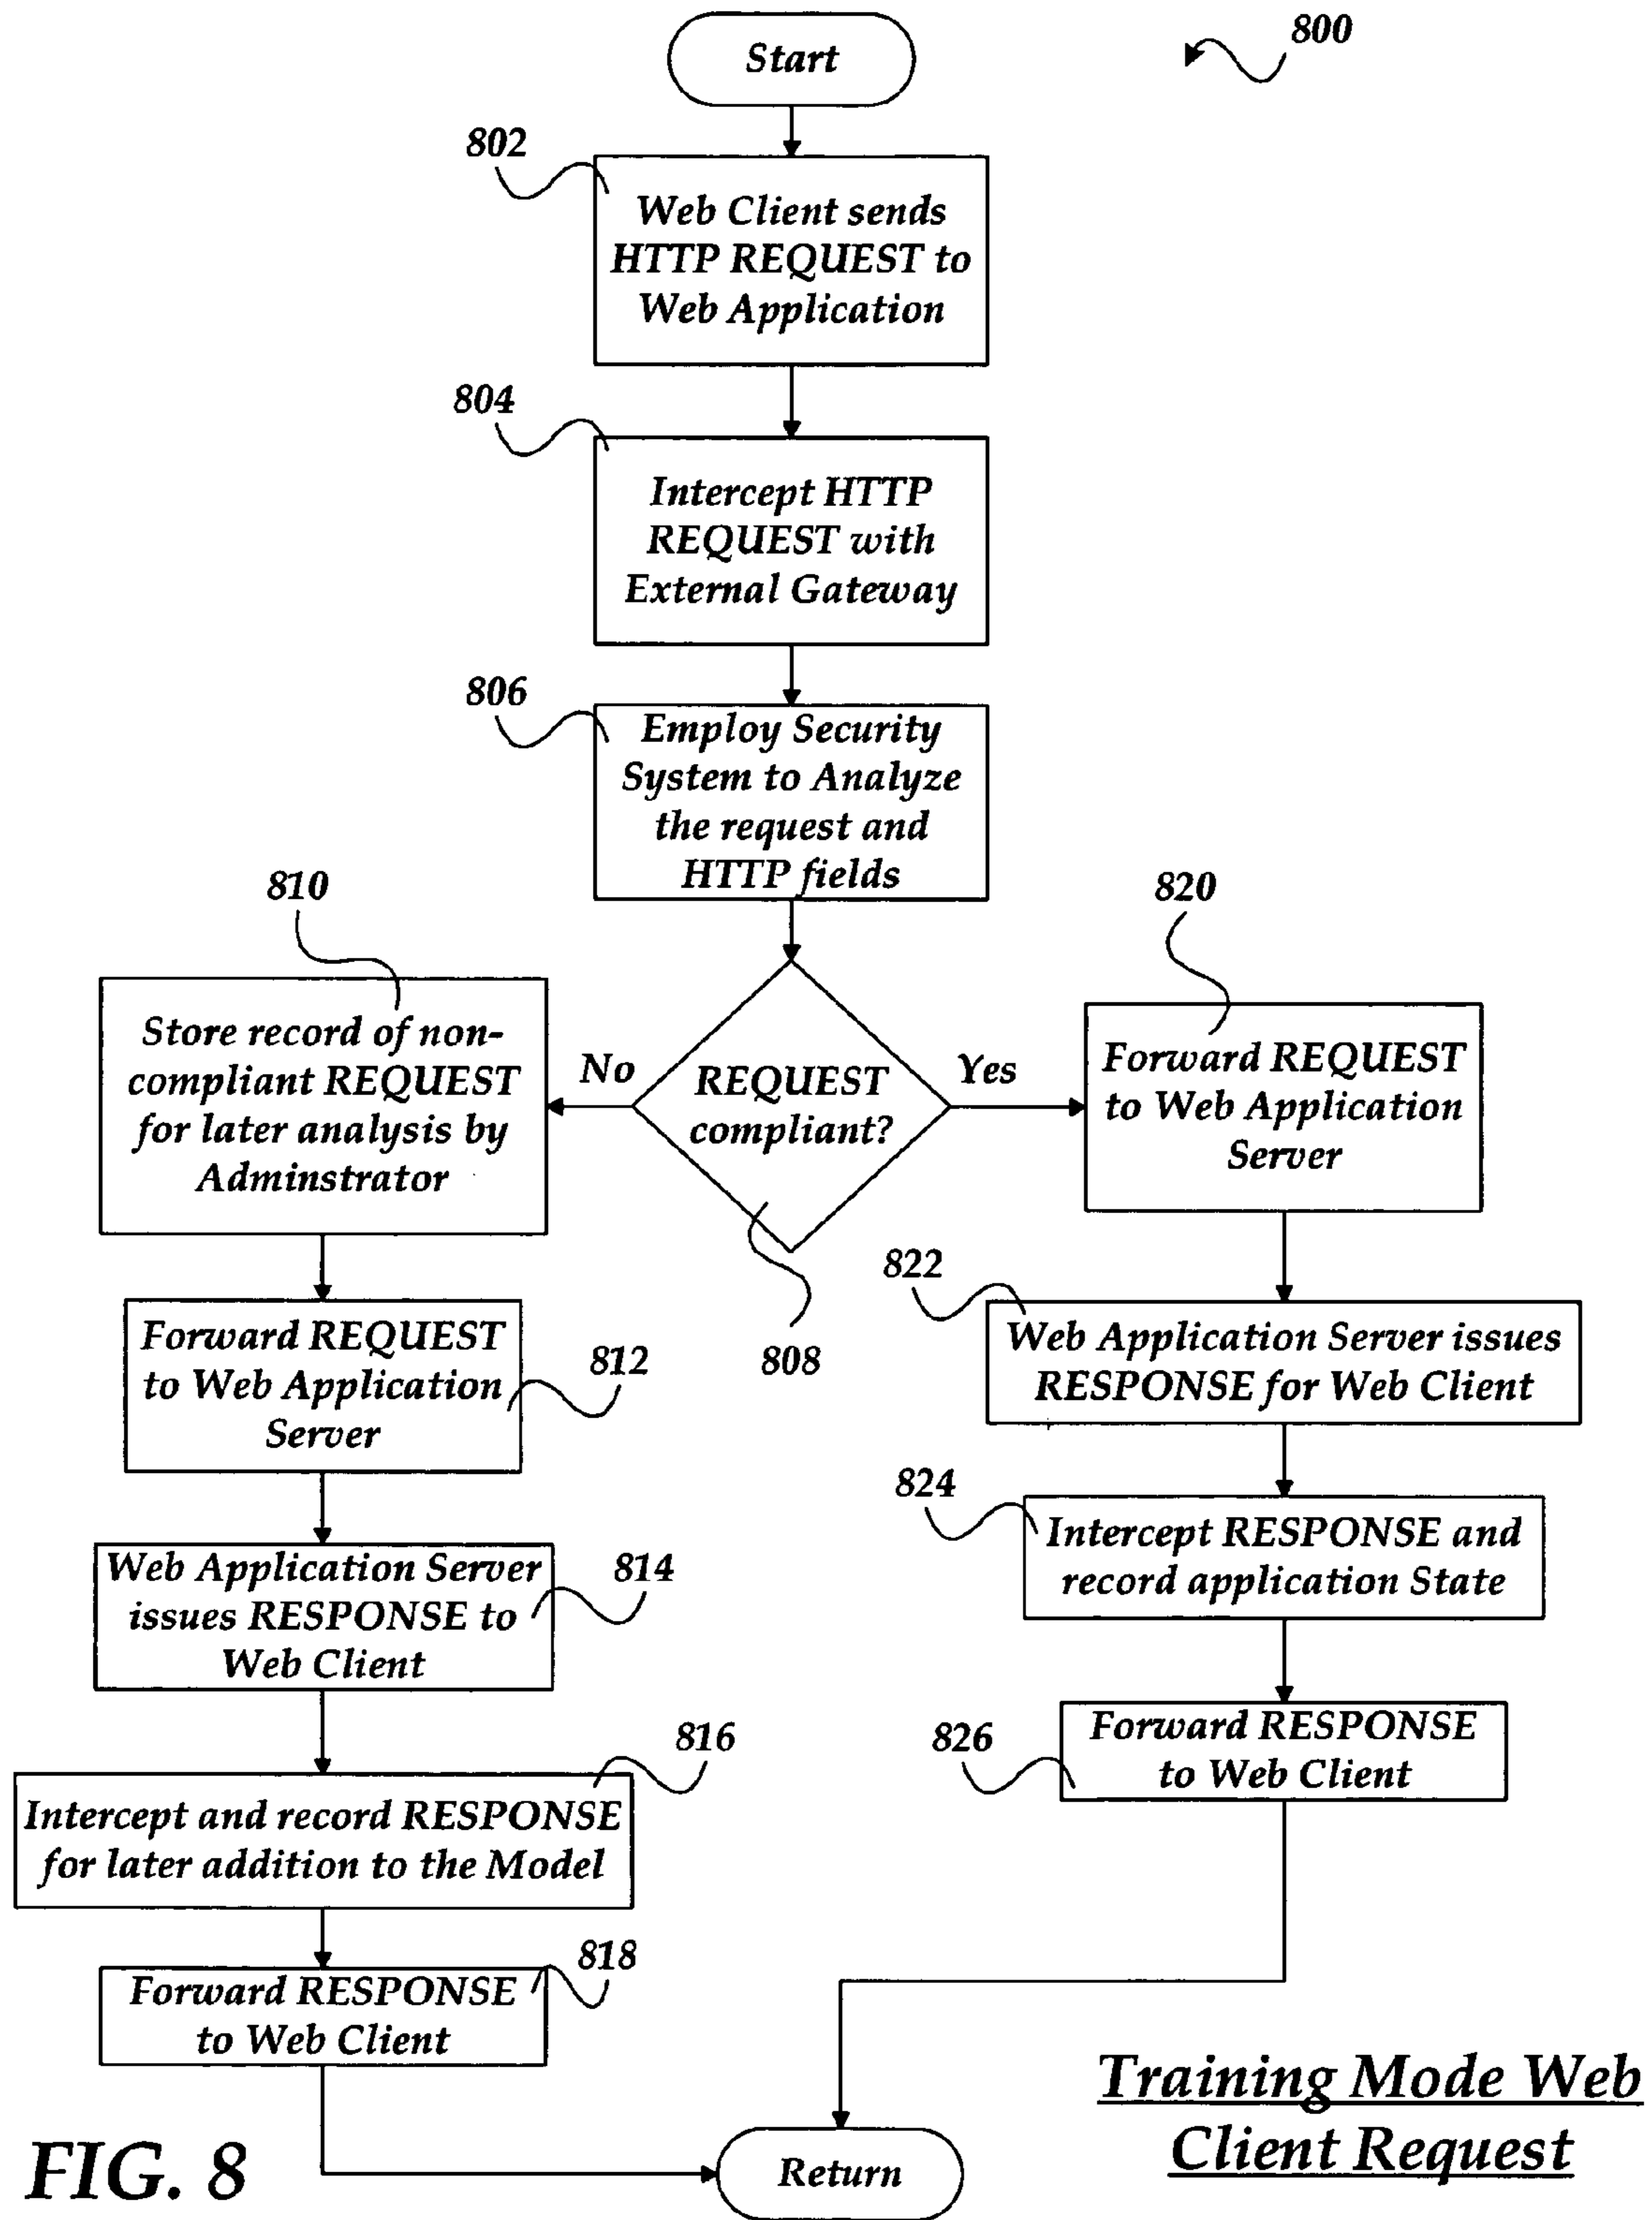 Start
800
802
Web Client sends
HTTP REQUEST to
Web Application
804
Intercept HTTP
REQUEST with
External Gateway
806
Employ Security
System to Analyze
the request and
HTTP fields
810
820
Store record of non-
compliant REQUEST
for later analysis by
Adminstrator
No
REQUEST
compliant?
Yes
Forward REQUEST
to Web Application
Server
808
Forward REQUEST
to Web Application
Server
812
822
Web Application Server issues
RESPONSE for Web Client
Web Application Server
issues RESPONSE to
Web Client
814
824
Intercept RESPONSE and
record application State
816
Intercept and record RESPONSE
for later addition to the Model
826
Forward RESPONSE
to Web Client
818
Forward RESPONSE
to Web Client
Return
FIG. 8
Training Mode Web
Client Request